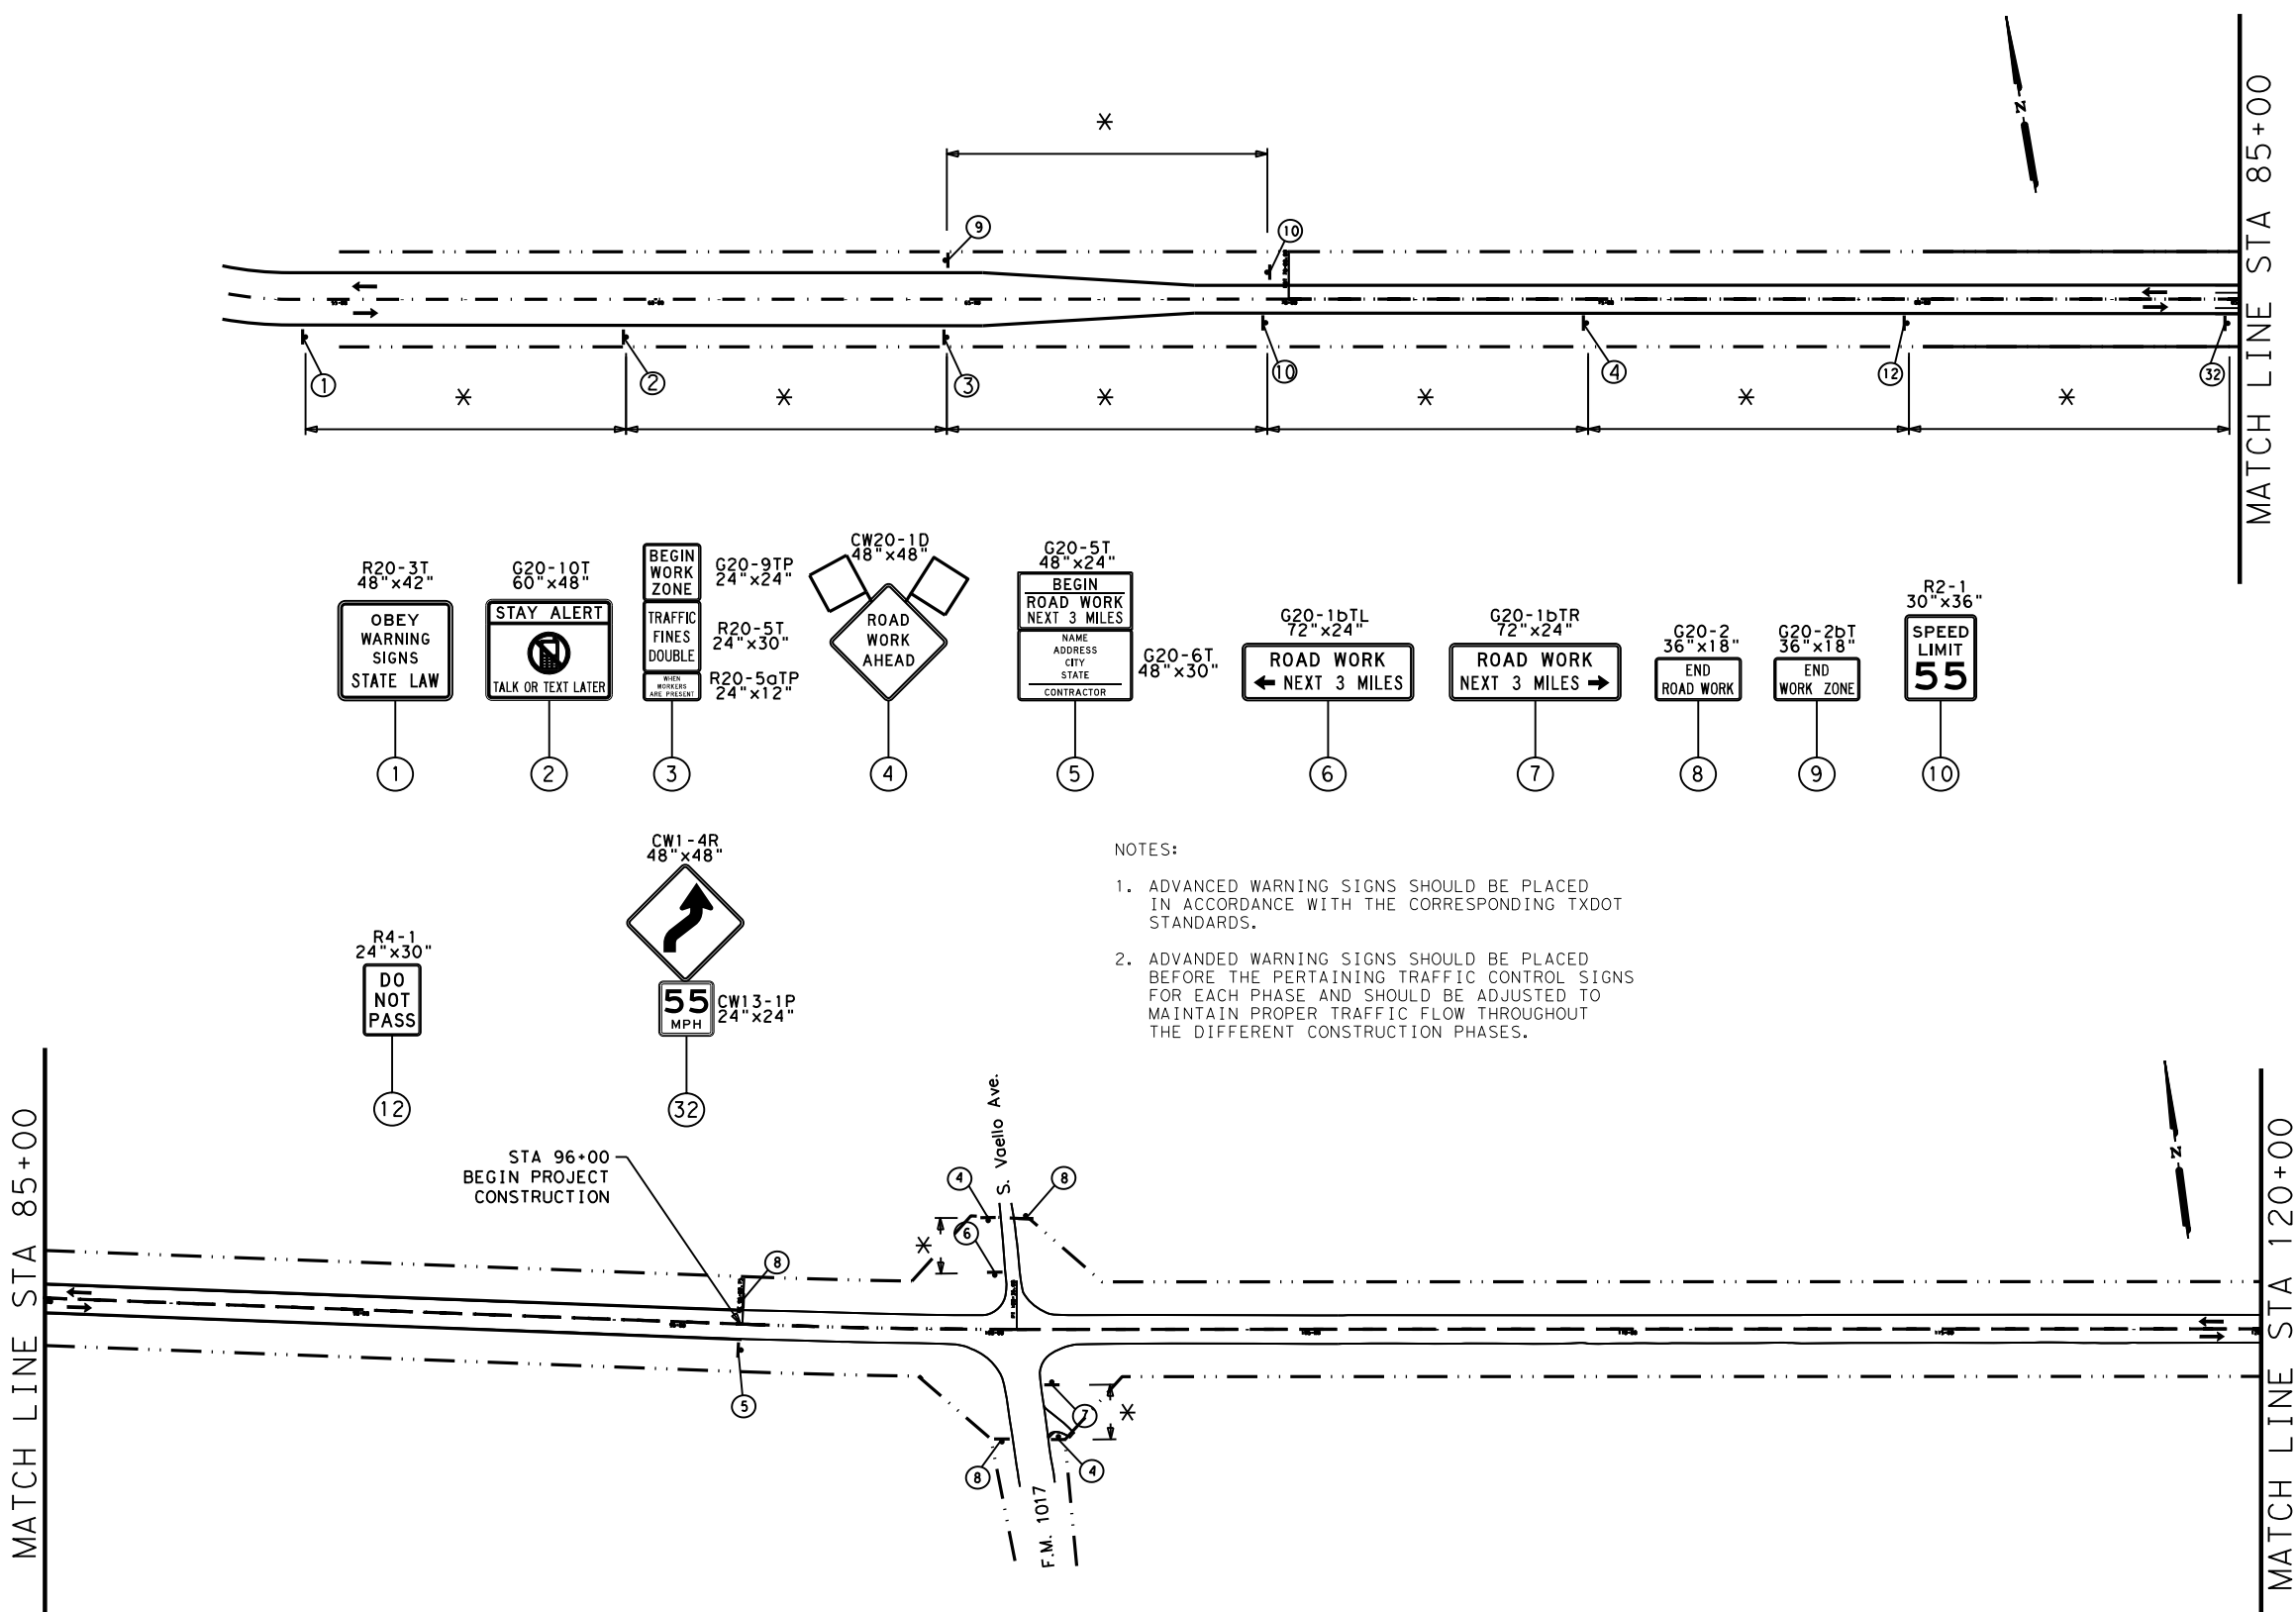 N
MATCH LINE STA 85+00
*
9
10
1
2
3
10
4
12
32
* * * * * *
R20-3T
48"x42"
OBEY
WARNING
SIGNS
STATE LAW
1
G20-10T
60"x48"
STAY ALERT
TALK OR TEXT LATER
2
BEGIN
WORK
ZONE
G20-9TP
24"x24"
TRAFFIC
FINES
DOUBLE
R20-5T
24"x30"
WHEN
WORKERS
ARE PRESENT
R20-5aTP
24"x12"
3
CW20-1D
48"x48"
ROAD
WORK
AHEAD
4
G20-5T
48"x24"
BEGIN
ROAD WORK
NEXT 3 MILES
NAME
ADDRESS
CITY
STATE
CONTRACTOR
G20-6T
48"x30"
5
G20-1bTL
72"x24"
ROAD WORK
NEXT 3 MILES
6
G20-1bTR
72"x24"
ROAD WORK
NEXT 3 MILES
7
G20-2
36"x18"
END
ROAD WORK
8
G20-2bT
36"x18"
END
WORK ZONE
9
R2-1
30"x36"
SPEED
LIMIT
55
10
R4-1
24"x30"
DO
NOT
PASS
12
CW1-4R
48"x48"
55
MPH
CW13-1P
24"x24"
32
NOTES:
1. ADVANCED WARNING SIGNS SHOULD BE PLACED
IN ACCORDANCE WITH THE CORRESPONDING TXDOT
STANDARDS.
2. ADVANDED WARNING SIGNS SHOULD BE PLACED
BEFORE THE PERTAINING TRAFFIC CONTROL SIGNS
FOR EACH PHASE AND SHOULD BE ADJUSTED TO
MAINTAIN PROPER TRAFFIC FLOW THROUGHOUT
THE DIFFERENT CONSTRUCTION PHASES.
MATCH LINE STA 85+00
STA 96+00
BEGIN PROJECT
CONSTRUCTION
S. Vaello Ave.
4
8
6
*
8
5
7
*
8
4
F.M. 1017
N
MATCH LINE STA 120+00